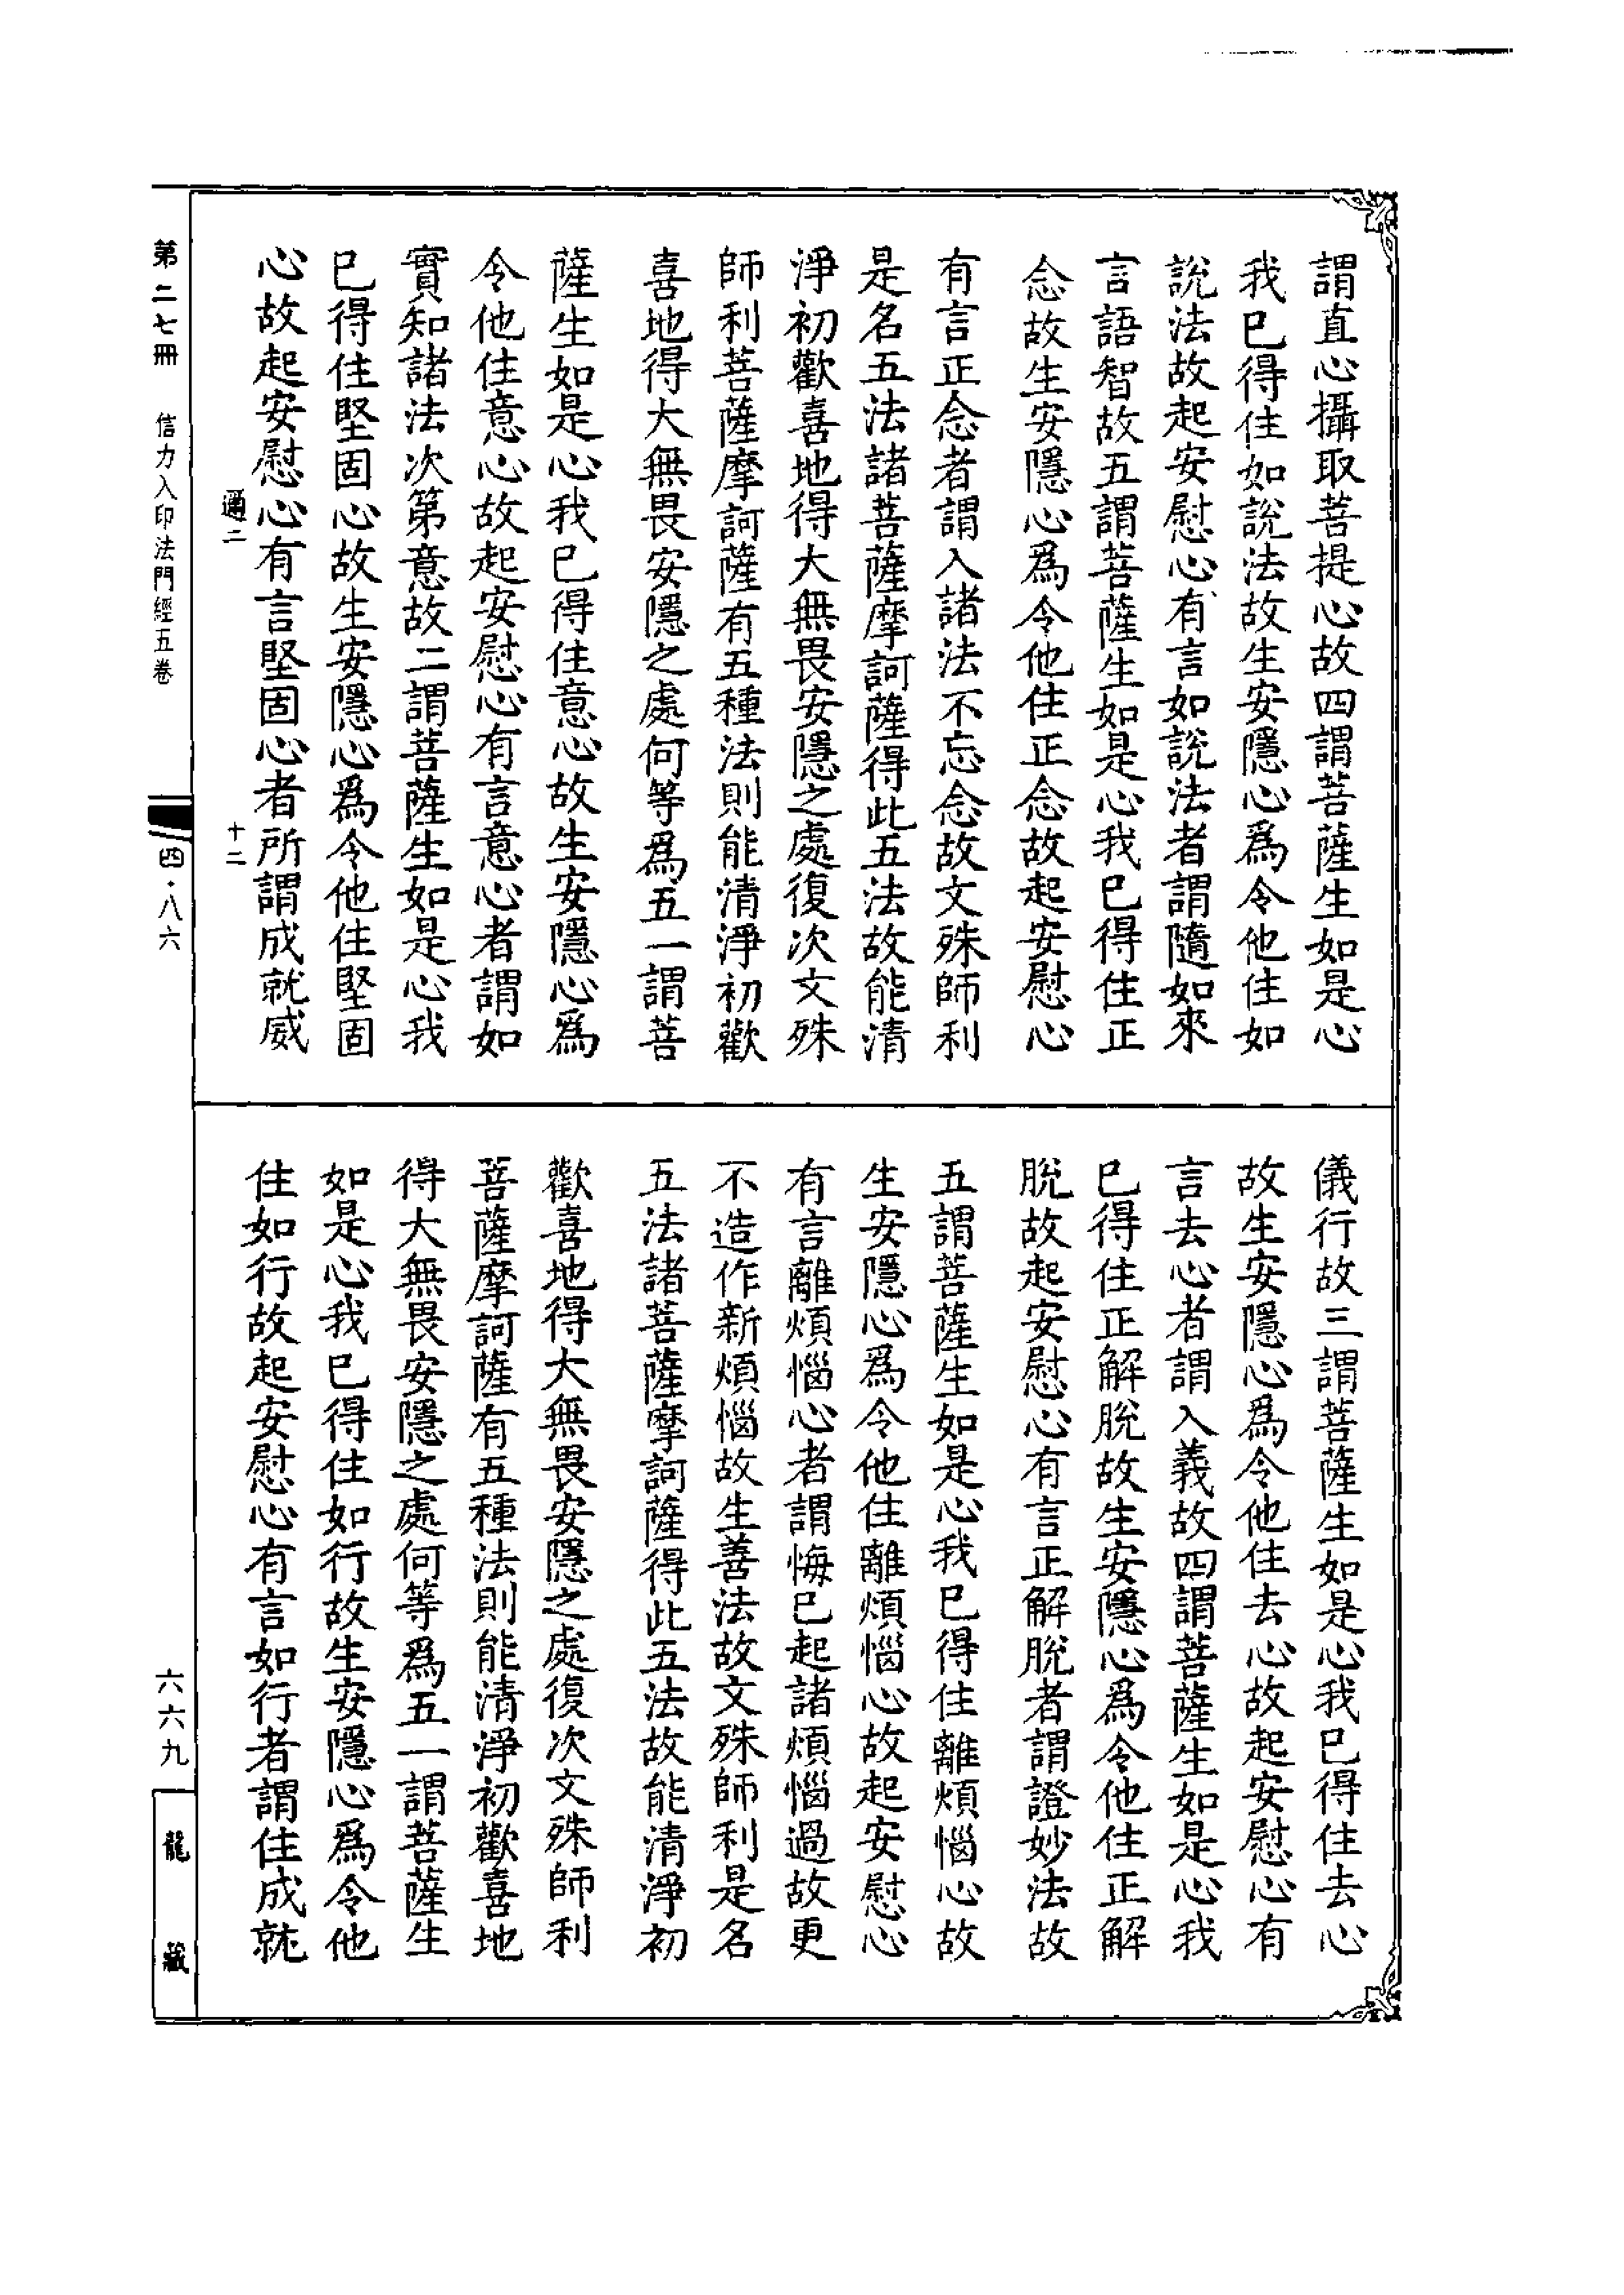 謂直心攝取菩提心故四謂菩薩生如是心
我已得住如說法故生安隱心爲令他住如
說法故起安慰心有言如說法者謂隨如來
言語智故五謂菩薩生如是心我已得住正
念故生安隱心爲令他住正念故起安慰心
有言正念者謂入諸法不忘念故文殊師利
是名五法諸菩薩摩訶薩得此五法故能清
淨初歡喜地得大無畏安隱之處復次文殊
師利菩薩摩訶薩有五種法則能清淨初歡
喜地得大無畏安隱之處何等爲五一謂菩
薩生如是心我已得住意心故生安隱心爲
令他住意心故起安慰心有言意心者謂如
實知諸法次第意故二謂菩薩生如是心我
已得住堅固心故生安隱心爲令他住堅固
心故起安慰心有言堅固心者所謂成就威
儀行故三謂菩薩生如是心我已得住去心
故生安隱心爲令他住去心故起安慰心有
言去心者謂入義故四謂菩薩生如是心我
已得住正解脫故生安隱心爲令他住正解
脫故起安慰心有言正解脫者謂證妙法故
五謂菩薩生如是心我已得住離煩惱心故
生安隱心爲令他住離煩惱心故起安慰心
有言離煩惱心者謂悔已起諸煩惱過故更
不造作新煩惱故生善法故文殊師利是名
五法諸菩薩摩訶薩得此五法故能清淨初
歡喜地得大無畏安隱之處復次文殊師利
菩薩摩訶薩有五種法則能清淨初歡喜地
得大無畏安隱之處何等爲五一謂菩薩生
如是心我已得住如行故生安隱心爲令他
住如行故起安慰心有言如行者謂住成就
邇二 十二
第二七冊 信力入印法門經五卷 四·八六 六六九 龍藏